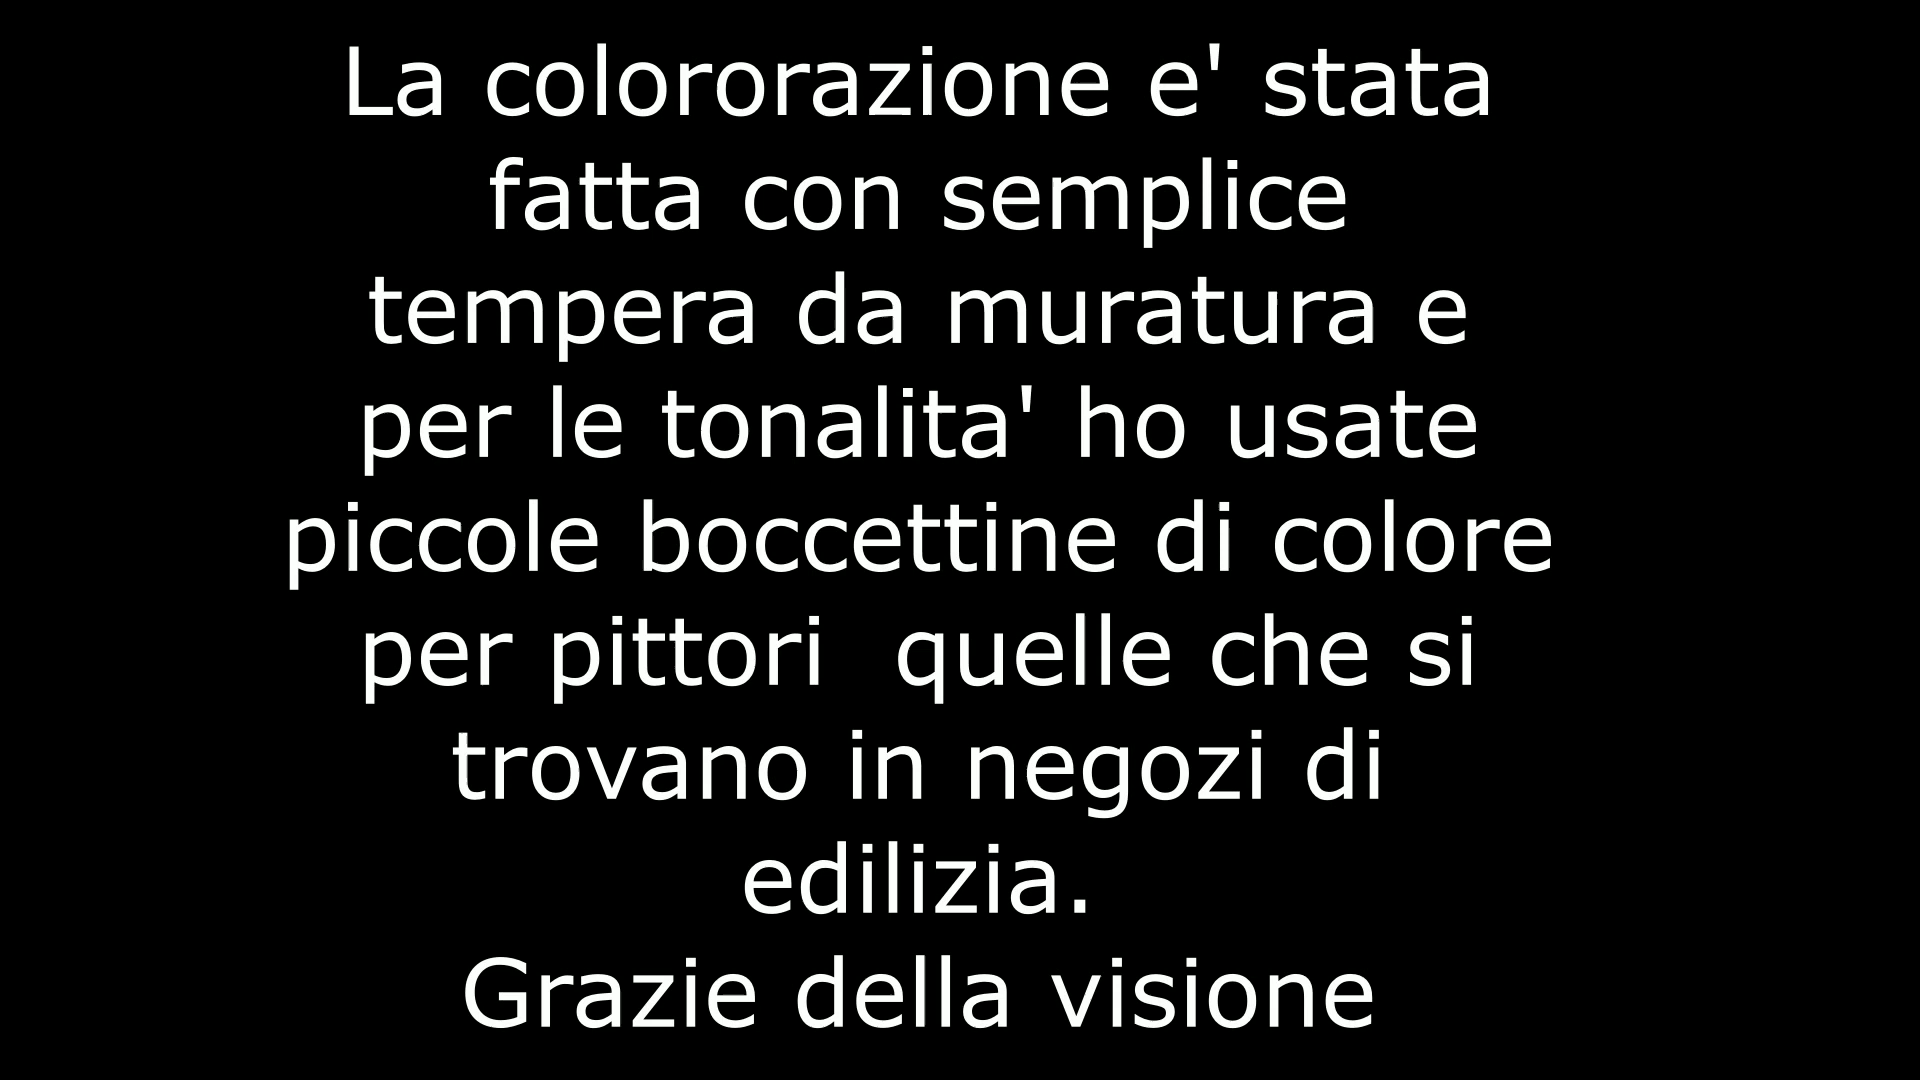 La colororazione e' stata
fatta con semplice
tempera da muratura e
per le tonalita' ho usate
piccole boccettine di colore
per pittori  quelle che si
trovano in negozi di
edilizia.
Grazie della visione